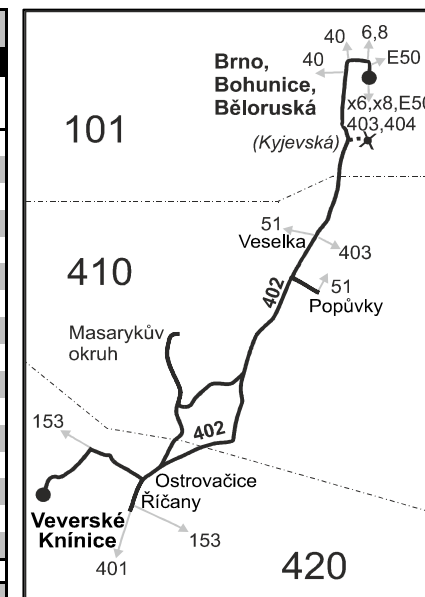 40
6,8
40
E50
Brno,
Bohunice,
Běloruská
x6,x8,E50
403,404
(Kyjevská)
101
51
Veselka
403
410
51
402
Popůvky
Masarykův
okruh
153
402
Ostrovačice
Říčany
Veverské
Knínice
153
401
420